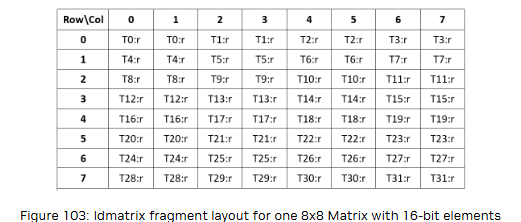 Row\Col 0 1 2 3 4 5 6 7
0 T0:r T0:r T1:r T1:r T2:r T2:r T3:r T3:r
1 T4:r T4:r T5:r T5:r T6:r T6:r T7:r T7:r
2 T8:r T8:r T9:r T9:r T10:r T10:r T11:r T11:r
3 T12:r T12:r T13:r T13:r T14:r T14:r T15:r T15:r
4 T16:r T16:r T17:r T17:r T18:r T18:r T19:r T19:r
5 T20:r T20:r T21:r T21:r T22:r T22:r T23:r T23:r
6 T24:r T24:r T25:r T25:r T26:r T26:r T27:r T27:r
7 T28:r T28:r T29:r T29:r T30:r T30:r T31:r T31:r
Figure 103: ldmatrix fragment layout for one 8x8 Matrix with 16-bit elements